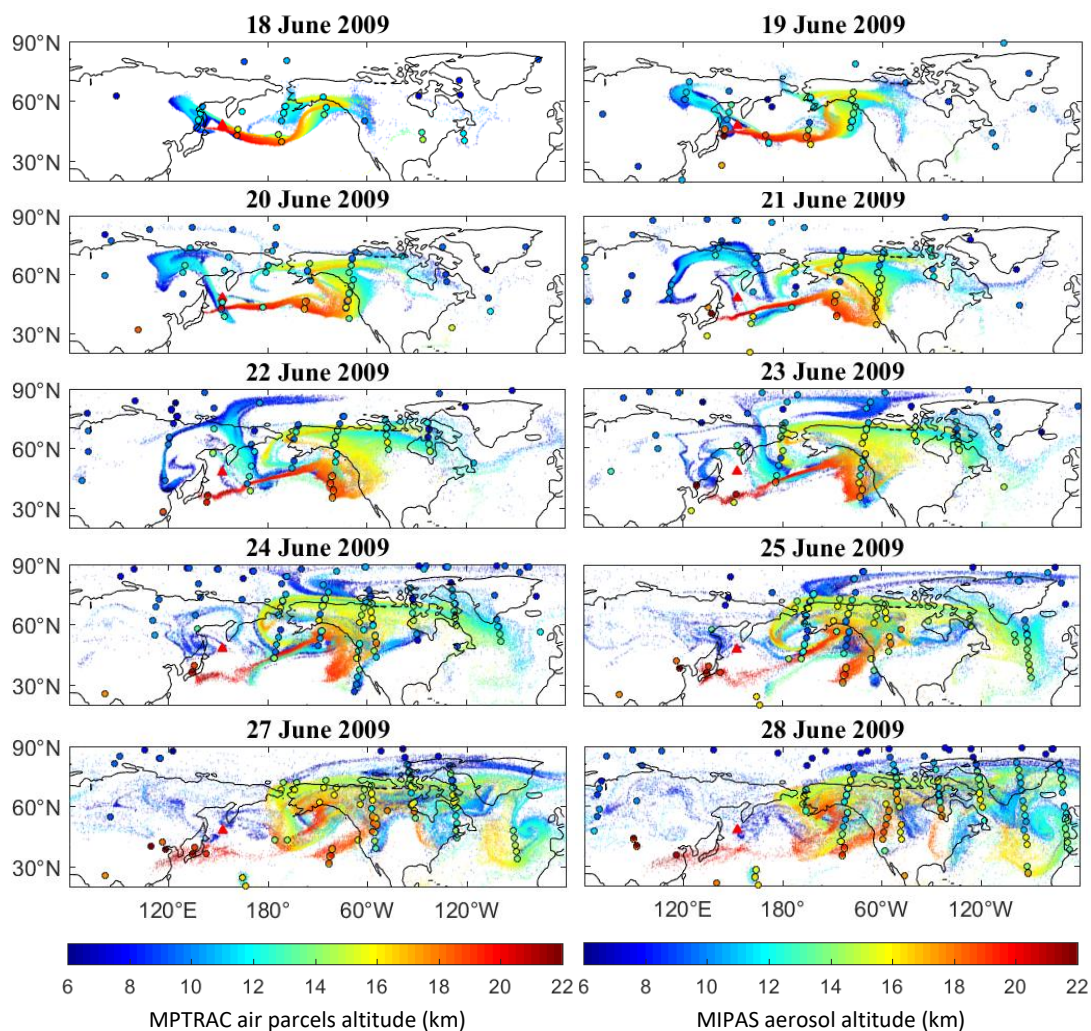 18 June 2009 19 June 2009
90°N
60°N
30°N
20 June 2009 21 June 2009
90°N
60°N
30°N
22 June 2009 23 June 2009
90°N
60°N
30°N
24 June 2009 25 June 2009
90°N
60°N
30°N
27 June 2009 28 June 2009
90°N
60°N
30°N
120°E 180° 60°W 120°W 120°E 180° 60°W 120°W
6 8 10 12 14 16 18 20 22 6 8 10 12 14 16 18 20 22
MPTRAC air parcels altitude (km) MIPAS aerosol altitude (km)